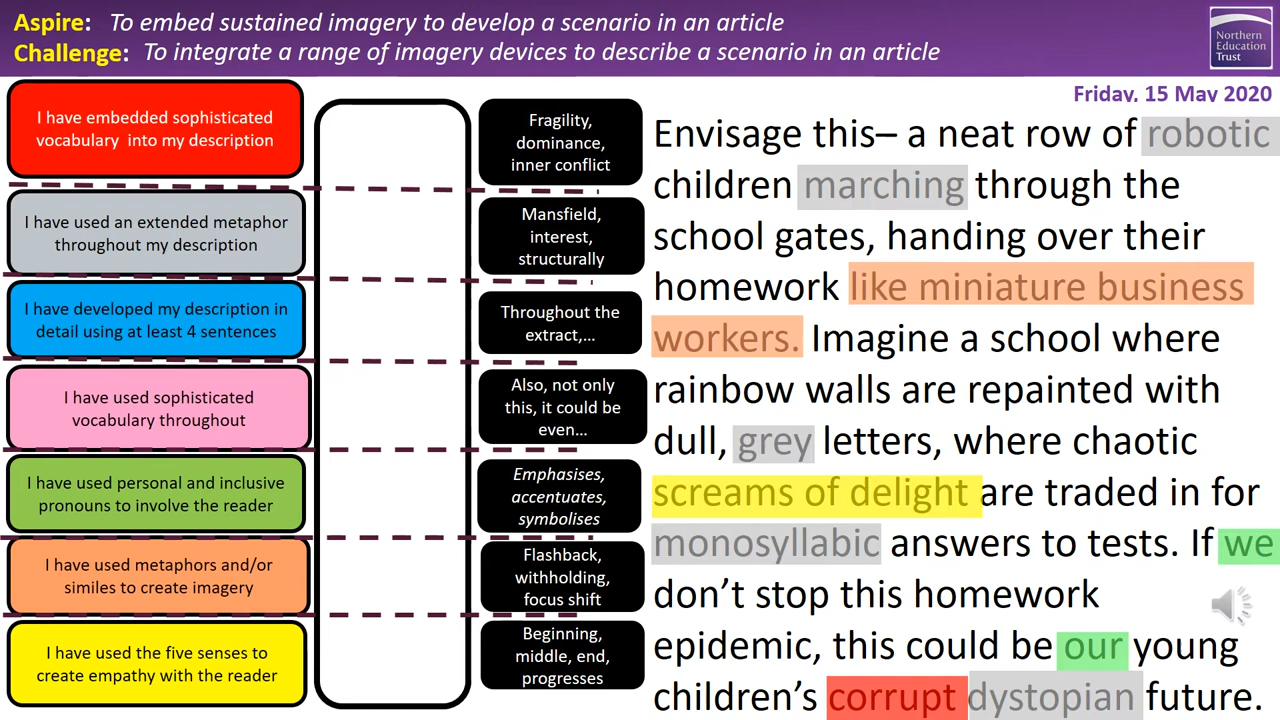 Aspire: To embed sustained imagery to develop a scenario in an article
Challenge: To integrate a range of imagery devices to describe a scenario in an article
Northern
Education
Trust
Friday, 15 May 2020
I have embedded sophisticated
vocabulary into my description
I have used an extended metaphor
throughout my description
I have developed my description in
detail using at least 4 sentences
I have used sophisticated
vocabulary throughout
I have used personal and inclusive
pronouns to involve the reader
I have used metaphors and/or
similes to create imagery
I have used the five senses to
create empathy with the reader
Fragility,
dominance,
inner conflict
Mansfield,
interest,
structurally
Throughout the
extract,...
Also, not only
this, it could be
even...
Emphasises,
accentuates,
symbolises
Flashback,
withholding,
focus shift
Beginning,
middle, end,
progresses
Envisage this– a neat row of robotic
children marching through the
school gates, handing over their
homework like miniature business
workers. Imagine a school where
rainbow walls are repainted with
dull, grey letters, where chaotic
screams of delight are traded in for
monosyllabic answers to tests. If we
don't stop this homework
epidemic, this could be our young
children's corrupt dystopian future.